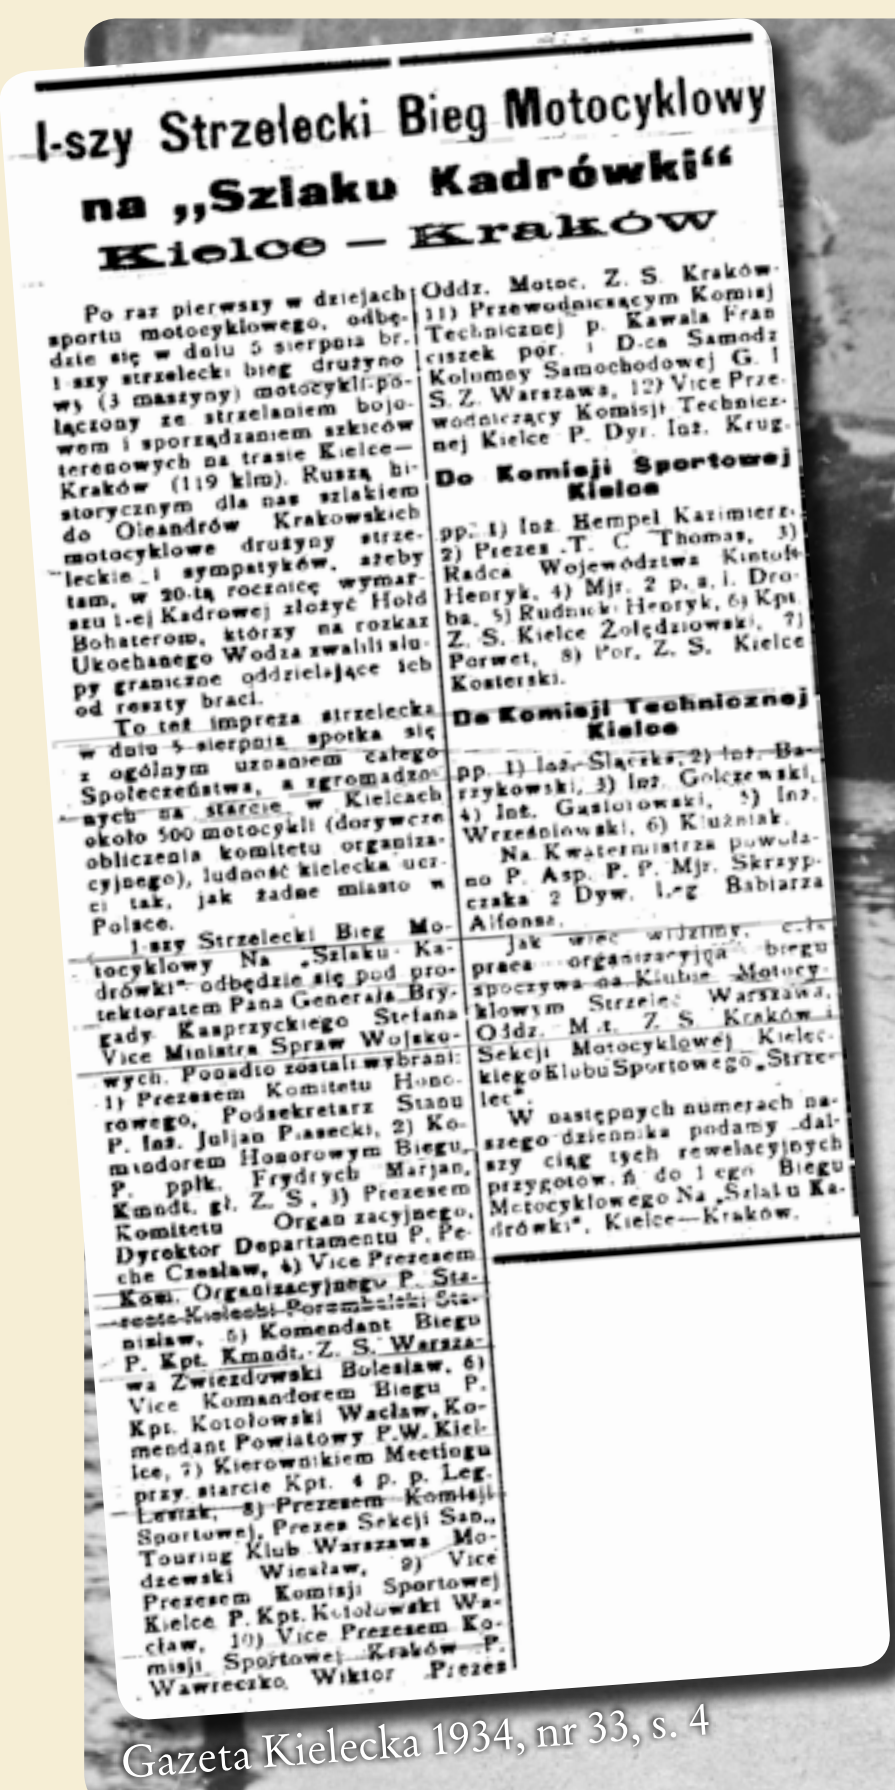 I-szy Strzelecki Bieg Motocyklowy
na „Szlaku Kadrówki“
Kielce — Kraków
Po raz pierwszy w dziejach
sportu motocyklowego, odbę-
dzie się w dniu 5 sierpnia br.
I-szy strzelecki bieg drużyno
wy (3 maszyny) motocykli-po-
łączony ze strzelaniem bojo-
wem i sporządzaniem szkiców
terenowych na trasie Kielce—
Kraków (119 klm). Ruszą hi-
storycznym dla nas szlakiem
do Oleandrów Krakowskich
motocyklowe drużyny strze-
leckie i sympatyków, ażeby
tam, w 20-tą rocznicę wymar-
szu I-ej Kadrowej złożyć Hołd
Bohaterom, którzy na rozkaz
Ukochanego Wodza zwalili słu-
py graniczne oddzielające ich
od reszty braci.
To też impreza strzelecka
w dniu 5 sierpnia spotka się
z ogólnym uznaniem całego
Społeczeństwa, a zgromadzo-
nych na starcie w Kielcach
około 500 motocykli (dorywcze
obliczenia komitetu organiza-
cyjnego), ludność kielecka ucz-
ci tak, jak żadne miasto w
Polsce.
I-szy Strzelecki Bieg Mo-
tocyklowy Na „Szlaku Ka-
drówki“ odbędzie się pod pro-
tektoratem Pana Generała Bry-
gady Kasprzyckiego Stefana
Vice Ministra Spraw Wojsko-
wych. Ponadto zostali wybrani:
1) Prezesem Komitetu Hono-
rowego, Podsekretarz Stanu
P. Inż. Juljan Piasecki, 2) Ko-
mandorem Honorowym Biegu,
P. ppłk. Frydrych Marjan,
Kmndt. gł. Z. S., 3) Prezesem
Komitetu Organizacyjnego,
Dyrektor Departamentu P. Pe-
che Czesław, 4) Vice Prezesem
Kom. Organizacyjnego P. Sta-
rosta Kielecki Porembalski Sta-
nisław, 5) Komendant Biegu
P. Kpt. Kmndt. Z. S. Warsza-
wa Zwiezdowski Bolesław, 6)
Vice Komandorem Biegu P.
Kpt. Kotołowski Wacław, Ko-
mendant Powiatowy P.W. Kiel-
lce, 7) Kierownikiem Meetingu
przy starcie Kpt. 4 p. p. Leg.
8) Prezesem Komisji
Sportowej, Prezes Sekcji Sam.,
Touring Klub Warszawa Mo-
dzewski Wiesław, 9) Vice
Prezesem Komisji Sportowej
Kielce P. Kpt. Kotołowski Wa-
cław, 10) Vice Prezesem Ko-
misji Sportowej Kraków P.
Wawreczko Wiktor Prezes
Oddz. Motoc. Z. S. Kraków.
11) Przewodniczącym Komisj
Technicznej p. Kawala Fran
ciszek por. i D-ca Samodz
Kolumny Samochodowej G. I
S. Z. Warszawa, 12) Vice Prze-
wodniczący Komisji Technicz-
nej Kielce P. Dyr. Inż. Krug.
Do Komisji Sportowej
Kielce
pp. 1) Inż. Hempel Kazimierz.
2) Prezes T. C. Thomas, 3)
Radca Województwa Kintoft
Henryk, 4) Mjr. 2 p. a. l. Dro-
ba, 5) Rudnicki Henryk, 6) Kpt.
Z. S. Kielce Żołędziowski, 7)
Porwet, 8) Por. Z. S. Kielce
Kosterski.
Do Komisji Technicznej
Kielce
pp. 1) Inż. Ślączka, 2) Inż. Ba-
rzykowski, 3) Inż. Golczewski,
4) Inż. Gąsiorowski, 5) Inż.
Wrześniowski, 6) Kluźniak.
Na Kwatermistrza powoła-
no P. Asp. P. P. Mjr. Skrzyp-
czaka 2 Dyw. Leg Babiarza
Alfonsa.
Jak więc widzimy, cała
praca organizacyjna biegu
spoczywa na Klubie Motocy-
klowym Strzelec Warszawa,
Oddz. Mot. Z. S. Kraków i
Sekcji Motocyklowej Kielec-
kiego Klubu Sportowego „Strze-
lec“.
W następnych numerach na-
szego dziennika podamy dal-
szy ciąg tych rewelacyjnych
przygotowań do I-ego Biegu
Motocyklowego Na „Szlaku Ka-
drówki“. Kielce—Kraków.
Gazeta Kielecka 1934, nr 33, s. 4